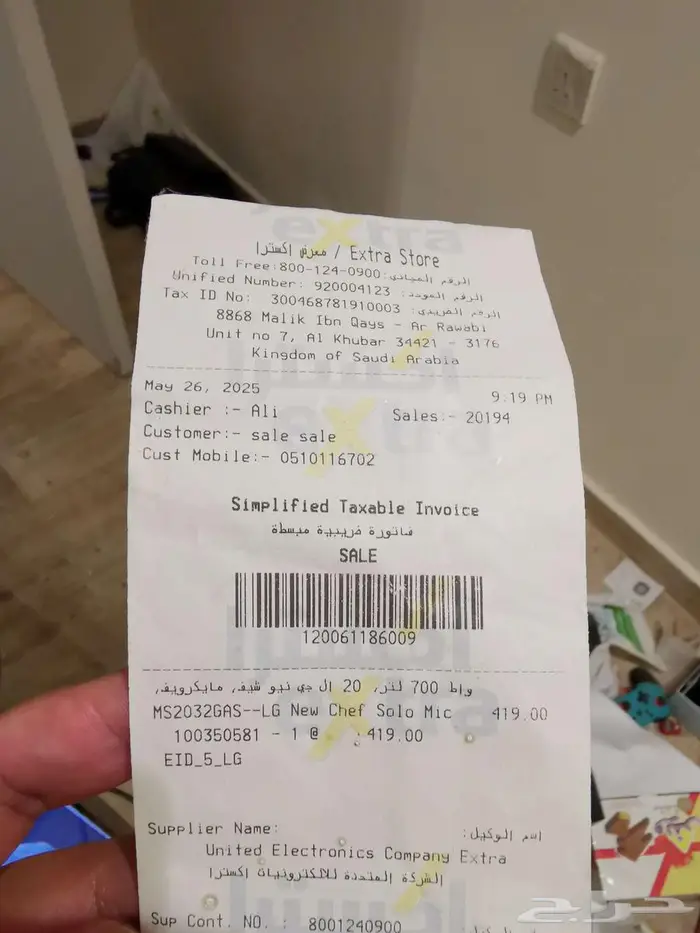 extra
معرض إكسترا / Extra Store
Toll Free:800-124-0900:الرقم المجاني
Unified Number: 920004123 :الرقم الموحد
Tax ID No: 300468781910003 :الرقم الضريبي
8868 Malik Ibn Qays - Ar Rawabi
Unit no 7, Al Khubar 34421 - 3176
Kingdom of Saudi Arabia
May 26, 2025 9:19 PM
Cashier :- Ali Sales:- 20194
Customer:- sale sale
Cust Mobile:- 0510116702
Simplified Taxable Invoice
فاتورة ضريبية مبسطة
SALE
120061186009
واط 700 لتر, 20 ال جي نيو شيف, مايكرويف,
MS2032GAS--LG New Chef Solo Mic 419.00
100350581 - 1 @ 419.00
EID_5_LG
Supplier Name: اسم الوكيل:
United Electronics Company Extra
الشركة المتحدة للالكترونيات إكسترا
Sup Cont. NO. : 8001240900
حراج